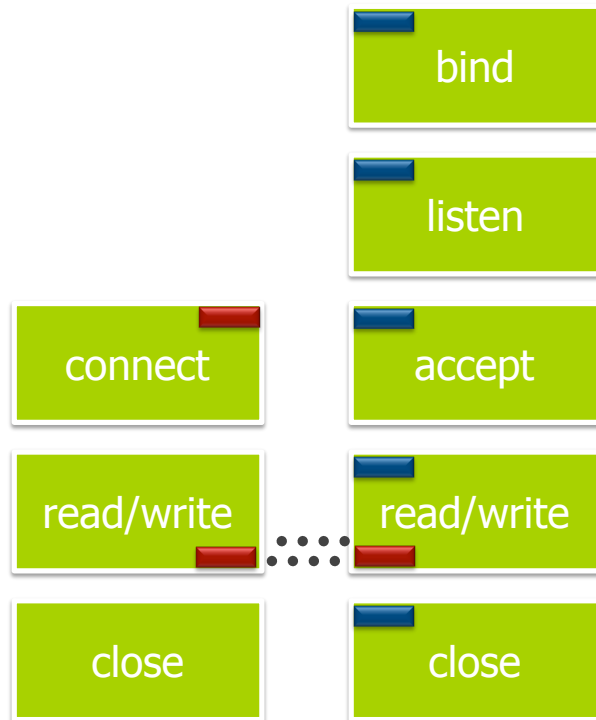 bind
listen
connect
accept
read/write
read/write
close
close